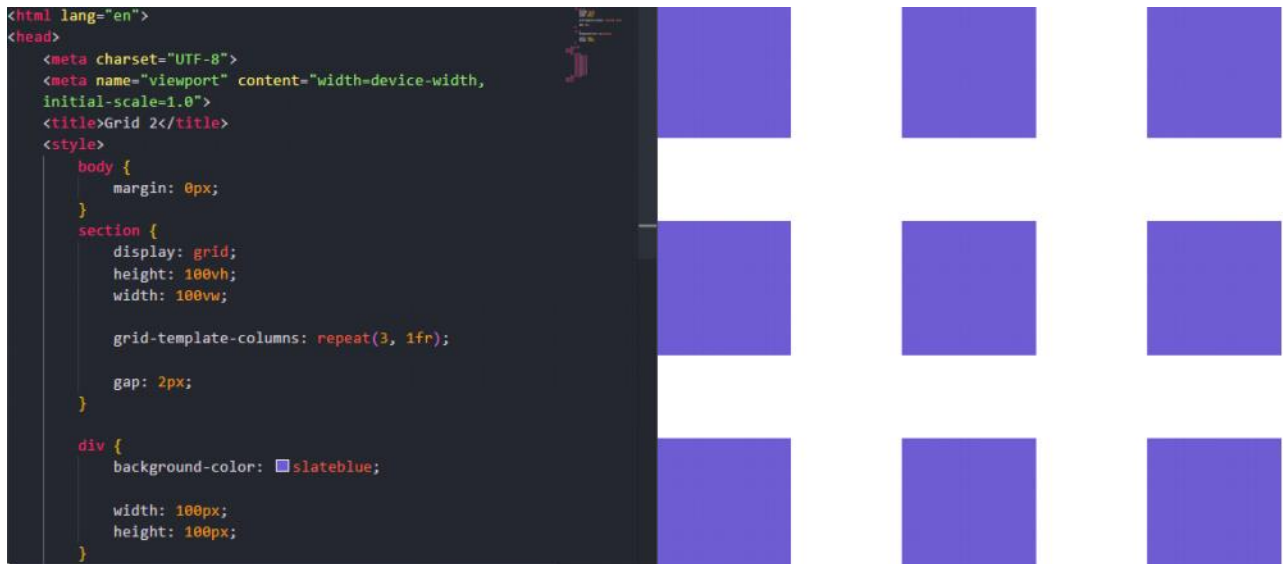 <html lang="en">
<head>
<meta charset="UTF-8">
<meta name="viewport" content="width=device-width,
initial-scale=1.0">
<title>Grid 2</title>
<style>
body {
margin: 0px;
}
section {
display: grid;
height: 100vh;
width: 100vw;
grid-template-columns: repeat(3, 1fr);
gap: 2px;
}
div {
background-color: slateblue;
width: 100px;
height: 100px;
}